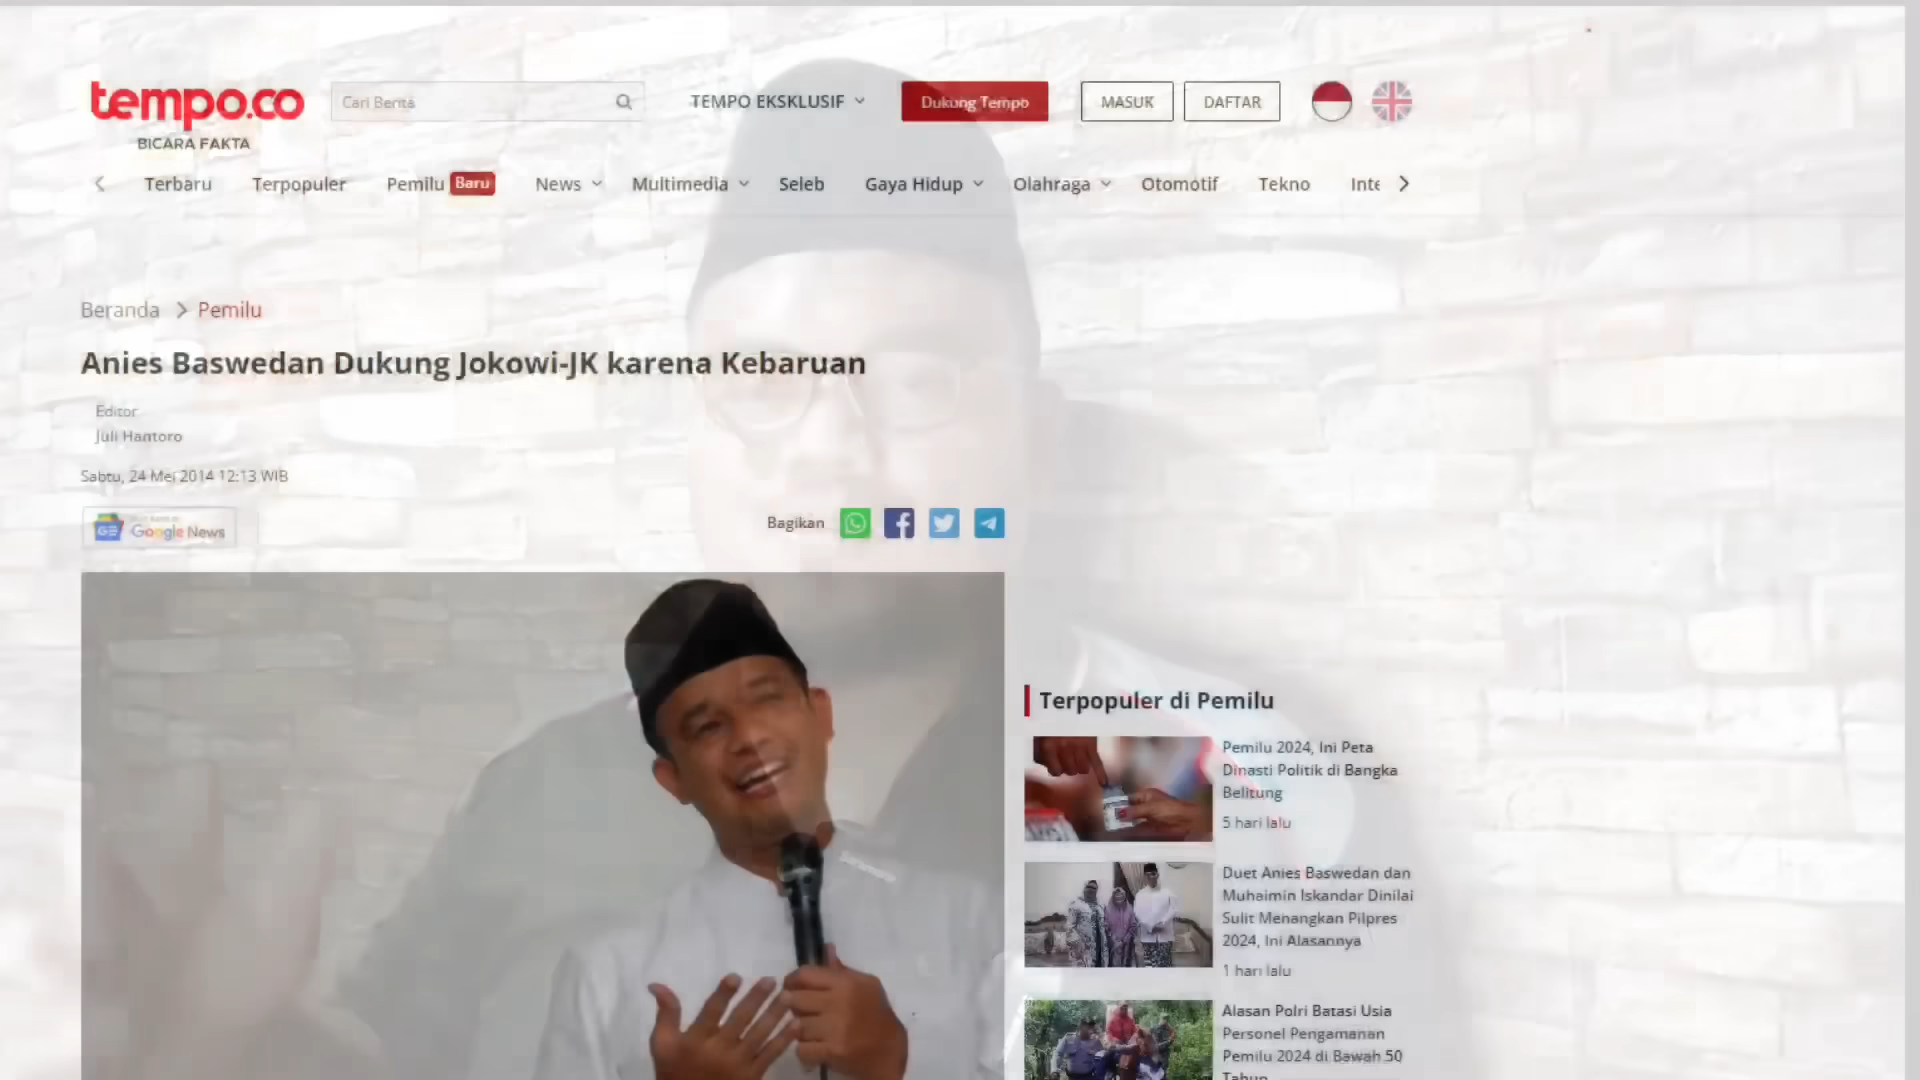 tempo.co
BICARA FAKTA
Cari Berita
TEMPO EKSKLUSIF
Dukung Tempo
MASUK
DAFTAR
Terbaru
Terpopuler
Pemilu Baru
News
Multimedia
Seleb
Gaya Hidup
Olahraga
Otomotif
Tekno
Inte
Beranda > Pemilu
Anies Baswedan Dukung Jokowi-JK karena Kebaruan
Editor
Juli Hantoro
Sabtu, 24 Mei 2014 12:13 WIB
Google News
Bagikan
Terpopuler di Pemilu
Pemilu 2024, Ini Peta
Dinasti Politik di Bangka
Belitung
5 hari lalu
Duet Anies Baswedan dan
Muhaimin Iskandar Dinilai
Sulit Menangkan Pilpres
2024, Ini Alasannya
1 hari lalu
Alasan Polri Batasi Usia
Personel Pengamanan
Pemilu 2024 di Bawah 50
Tahun